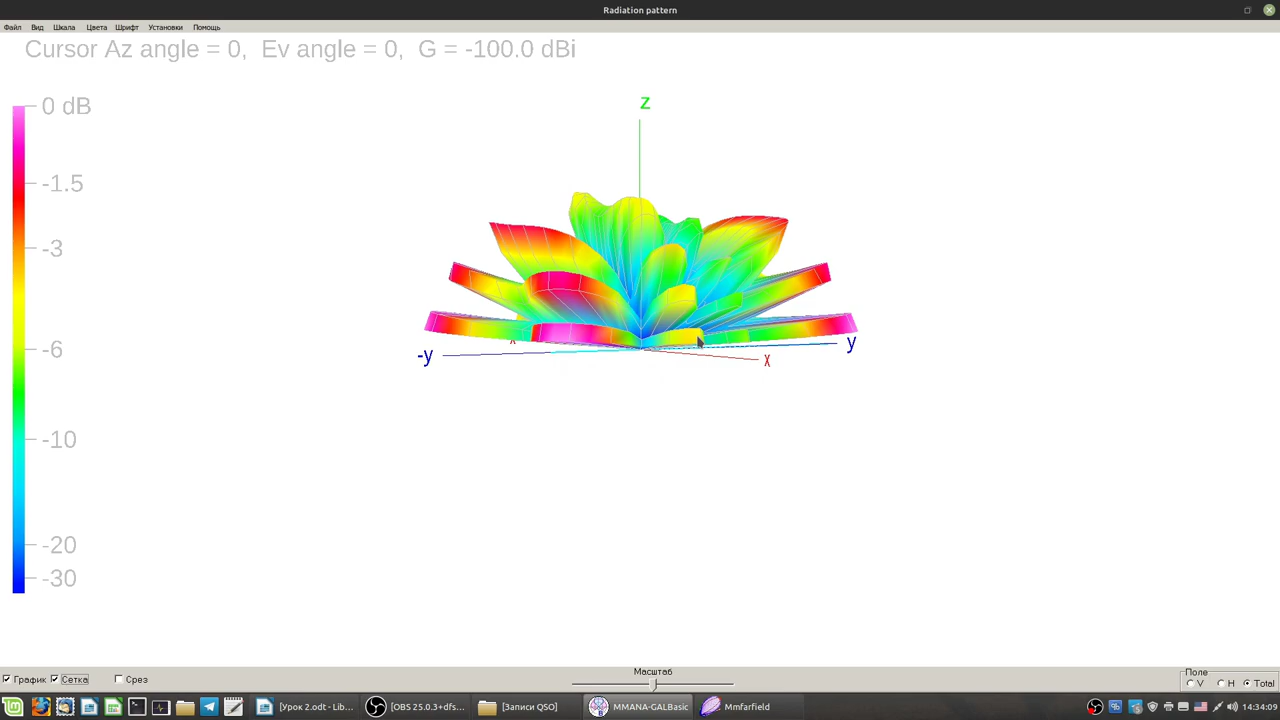 Radiation pattern
Файл Вид Шкала Цвета Шрифт Установки Помощь
Cursor Az angle = 0, Ev angle = 0, G = -100.0 dBi
0 dB
-1.5
-3
-6
-10
-20
-30
z
-y
x
x
y
График Сетка Срез
Масштаб
Поле
V H Total
[Урок 2.odt - Lib...
[OBS 25.0.3+dfs...
[Записи QSO]
MMANA-GALBasic
Mmfarfield
14:34:09